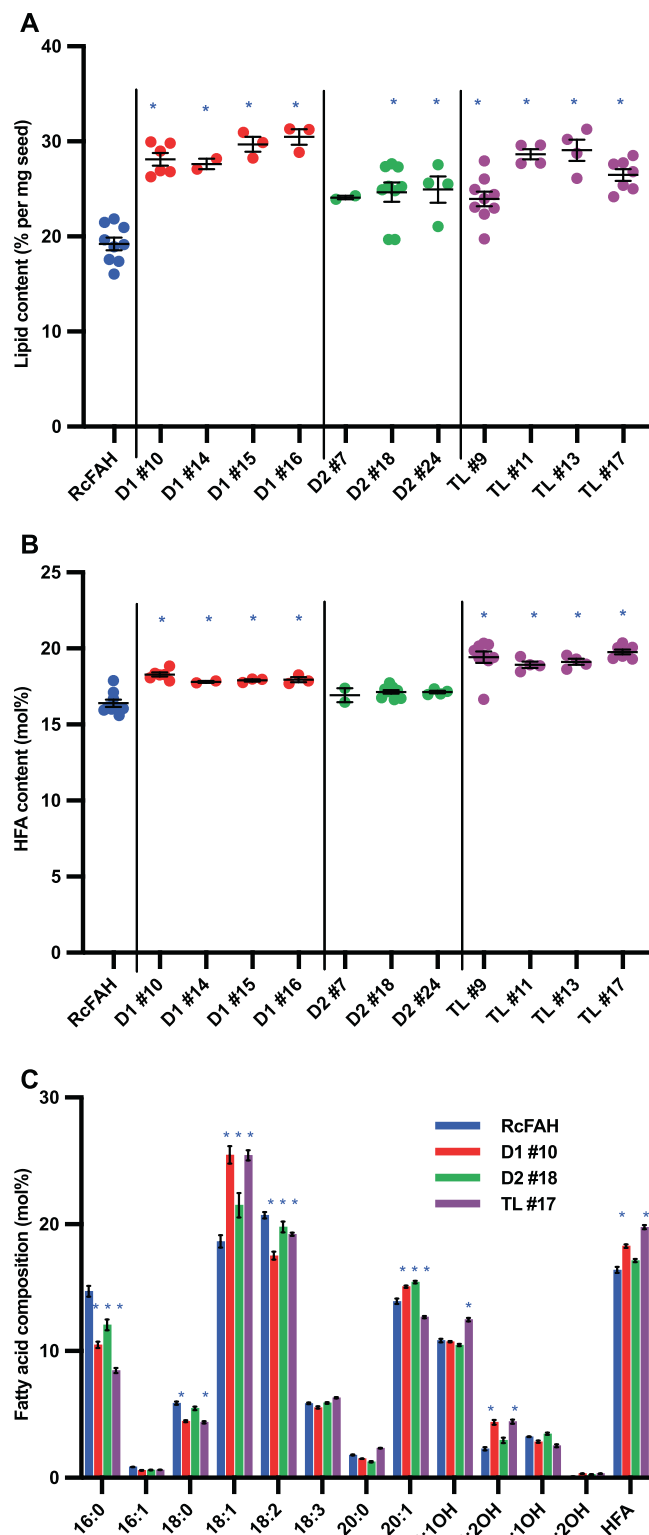 A
Lipid content (% per mg seed)
40
30
20
10
0
* * * * * * * * * *
RcFAH D1 #10 D1 #14 D1 #15 D1 #16 D2 #7 D2 #18 D2 #24 TL #9 TL #11 TL #13 TL #17
B
HFA content (mol%)
25
20
15
10
5
0
* * * * * * * *
RcFAH D1 #10 D1 #14 D1 #15 D1 #16 D2 #7 D2 #18 D2 #24 TL #9 TL #11 TL #13 TL #17
C
Fatty acid composition (mol%)
30
20
10
0
RcFAH
D1 #10
D2 #18
TL #17
* * * * * * * * * * * * * * * * * * *
16:0 16:1 18:0 18:1 18:2 18:3 20:0 20:1 :1OH :2OH :1OH :2OH HFA